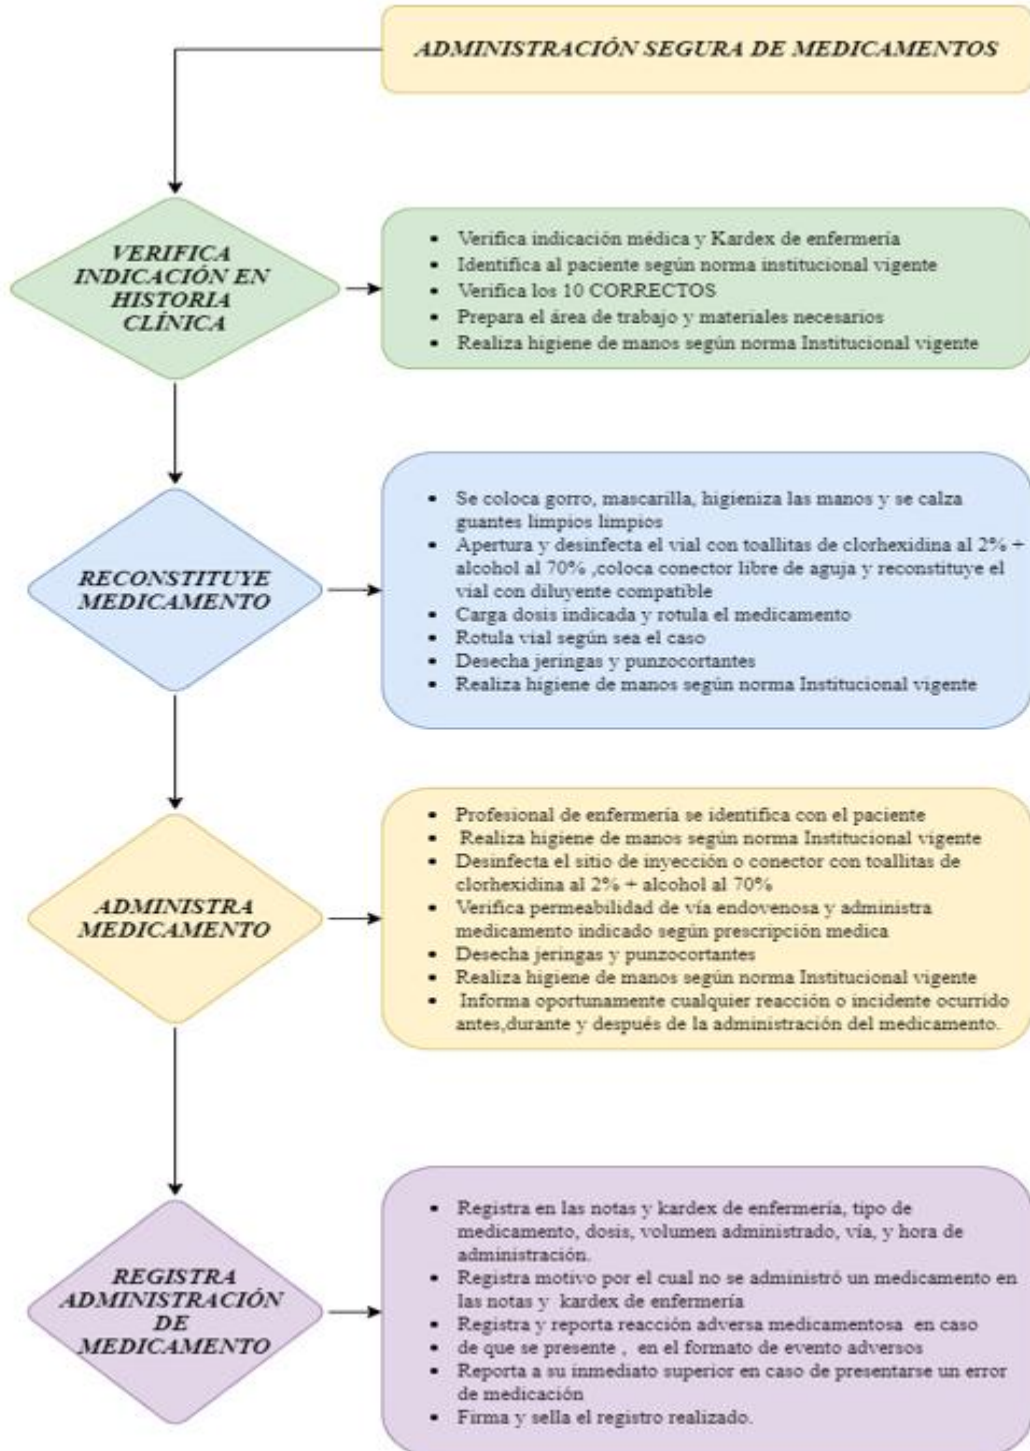 ADMINISTRACIÓN SEGURA DE MEDICAMENTOS
VERIFICA
INDICACIÓN EN
HISTORIA
CLÍNICA
• Verifica indicación médica y Kardex de enfermería
• Identifica al paciente según norma institucional vigente
• Verifica los 10 CORRECTOS
• Prepara el área de trabajo y materiales necesarios
• Realiza higiene de manos según norma Institucional vigente
RECONSTITUYE
MEDICAMENTO
• Se coloca gorro, mascarilla, higieniza las manos y se calza
guantes limpios limpios
• Apertura y desinfecta el vial con toallitas de clorhexidina al 2% +
alcohol al 70% ,coloca conector libre de aguja y reconstituye el
vial con diluyente compatible
• Carga dosis indicada y rotula el medicamento
• Rotula vial según sea el caso
• Desecha jeringas y punzocortantes
• Realiza higiene de manos según norma Institucional vigente
ADMINISTRA
MEDICAMENTO
• Profesional de enfermería se identifica con el paciente
• Realiza higiene de manos según norma Institucional vigente
• Desinfecta el sitio de inyección o conector con toallitas de
clorhexidina al 2% + alcohol al 70%
• Verifica permeabilidad de vía endovenosa y administra
medicamento indicado según prescripción medica
• Desecha jeringas y punzocortantes
• Realiza higiene de manos según norma Institucional vigente
• Informa oportunamente cualquier reacción o incidente ocurrido
antes,durante y después de la administración del medicamento.
REGISTRA
ADMINISTRACIÓN
DE
MEDICAMENTO
• Registra en las notas y kardex de enfermería, tipo de
medicamento, dosis, volumen administrado, vía, y hora de
administración.
• Registra motivo por el cual no se administró un medicamento en
las notas y kardex de enfermería
• Registra y reporta reacción adversa medicamentosa en caso
• de que se presente , en el formato de evento adversos
• Reporta a su inmediato superior en caso de presentarse un error
de medicación
• Firma y sella el registro realizado.